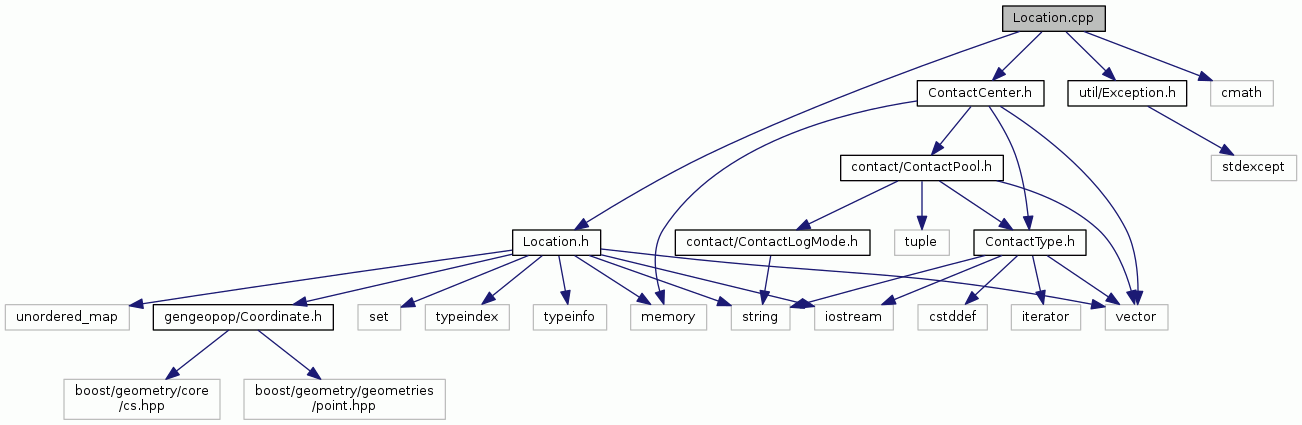 Location.cpp
ContactCenter.h
util/Exception.h
cmath
contact/ContactPool.h
stdexcept
Location.h
contact/ContactLogMode.h
tuple
ContactType.h
unordered_map
gengeopop/Coordinate.h
set
typeindex
typeinfo
memory
string
iostream
cstddef
iterator
vector
boost/geometry/core
/cs.hpp
boost/geometry/geometries
/point.hpp